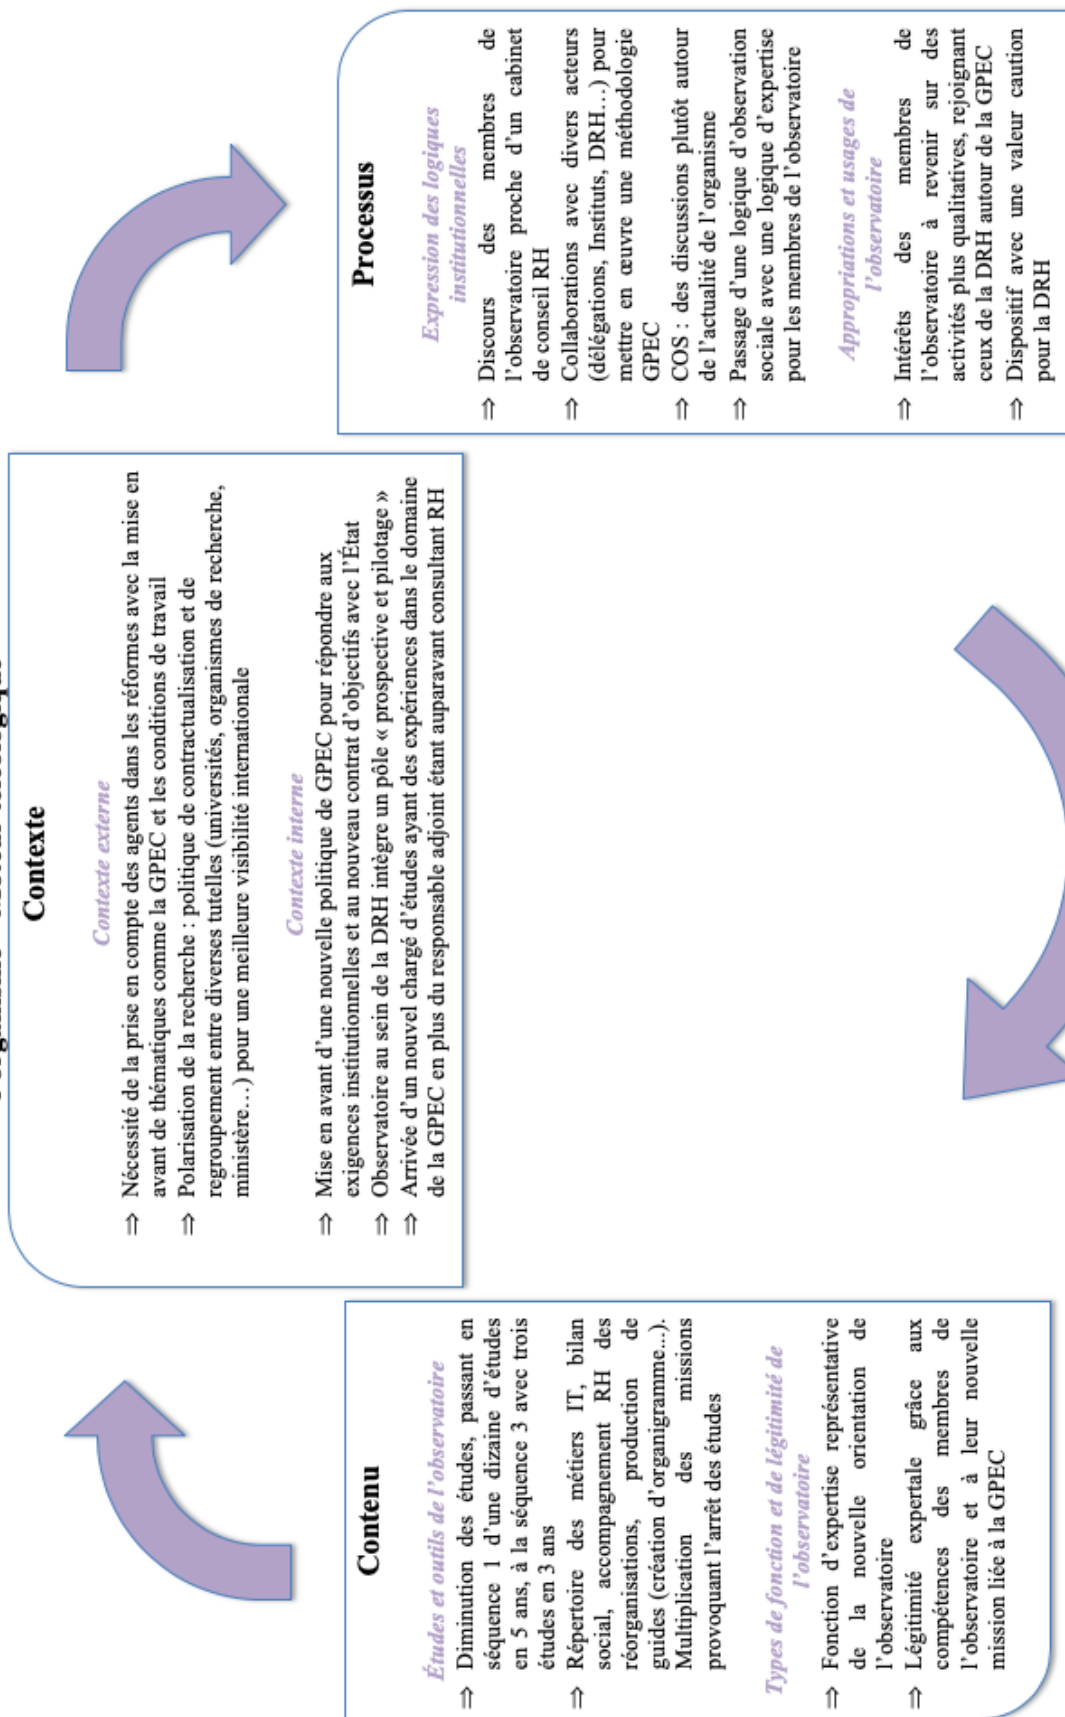 Contexte
Contexte externe
⇒ Nécessité de la prise en compte des agents dans les réformes avec la mise en
avant de thématiques comme la GPEC et les conditions de travail
⇒ Polarisation de la recherche : politique de contractualisation et de
regroupement entre diverses tutelles (universités, organismes de recherche,
ministère…) pour une meilleure visibilité internationale
Contexte interne
⇒ Mise en avant d’une nouvelle politique de GPEC pour répondre aux
exigences institutionnelles et au nouveau contrat d’objectifs avec l’État
⇒ Observatoire au sein de la DRH intègre un pôle « prospective et pilotage »
⇒ Arrivée d’un nouvel chargé d’études ayant des expériences dans le domaine
de la GPEC en plus du responsable adjoint étant auparavant consultant RH
Contenu
Études et outils de l’observatoire
⇒ Diminution des études, passant en
séquence 1 d’une dizaine d’études
en 5 ans, à la séquence 3 avec trois
études en 3 ans
⇒ Répertoire des métiers IT, bilan
social, accompagnement RH des
réorganisations, production de
guides (création d’organigramme...).
Multiplication des missions
provoquant l’arrêt des études
Types de fonction et de légitimité de
l’observatoire
⇒ Fonction d’expertise représentative
de la nouvelle orientation de
l’observatoire
⇒ Légitimité expertale grâce aux
compétences des membres de
l’observatoire et à leur nouvelle
mission liée à la GPEC
Processus
Expression des logiques
institutionnelles
⇒ Discours des membres de
l’observatoire proche d’un cabinet
de conseil RH
⇒ Collaborations avec divers acteurs
(délégations, Instituts, DRH…) pour
mettre en œuvre une méthodologie
GPEC
⇒ COS : des discussions plutôt autour
de l’actualité de l’organisme
⇒ Passage d’une logique d’observation
sociale avec une logique d’expertise
pour les membres de l’observatoire
Appropriations et usages de
l’observatoire
⇒ Intérêts des membres de
l’observatoire à revenir sur des
activités plus qualitatives, rejoignant
ceux de la DRH autour de la GPEC
⇒ Dispositif avec une valeur caution
pour la DRH